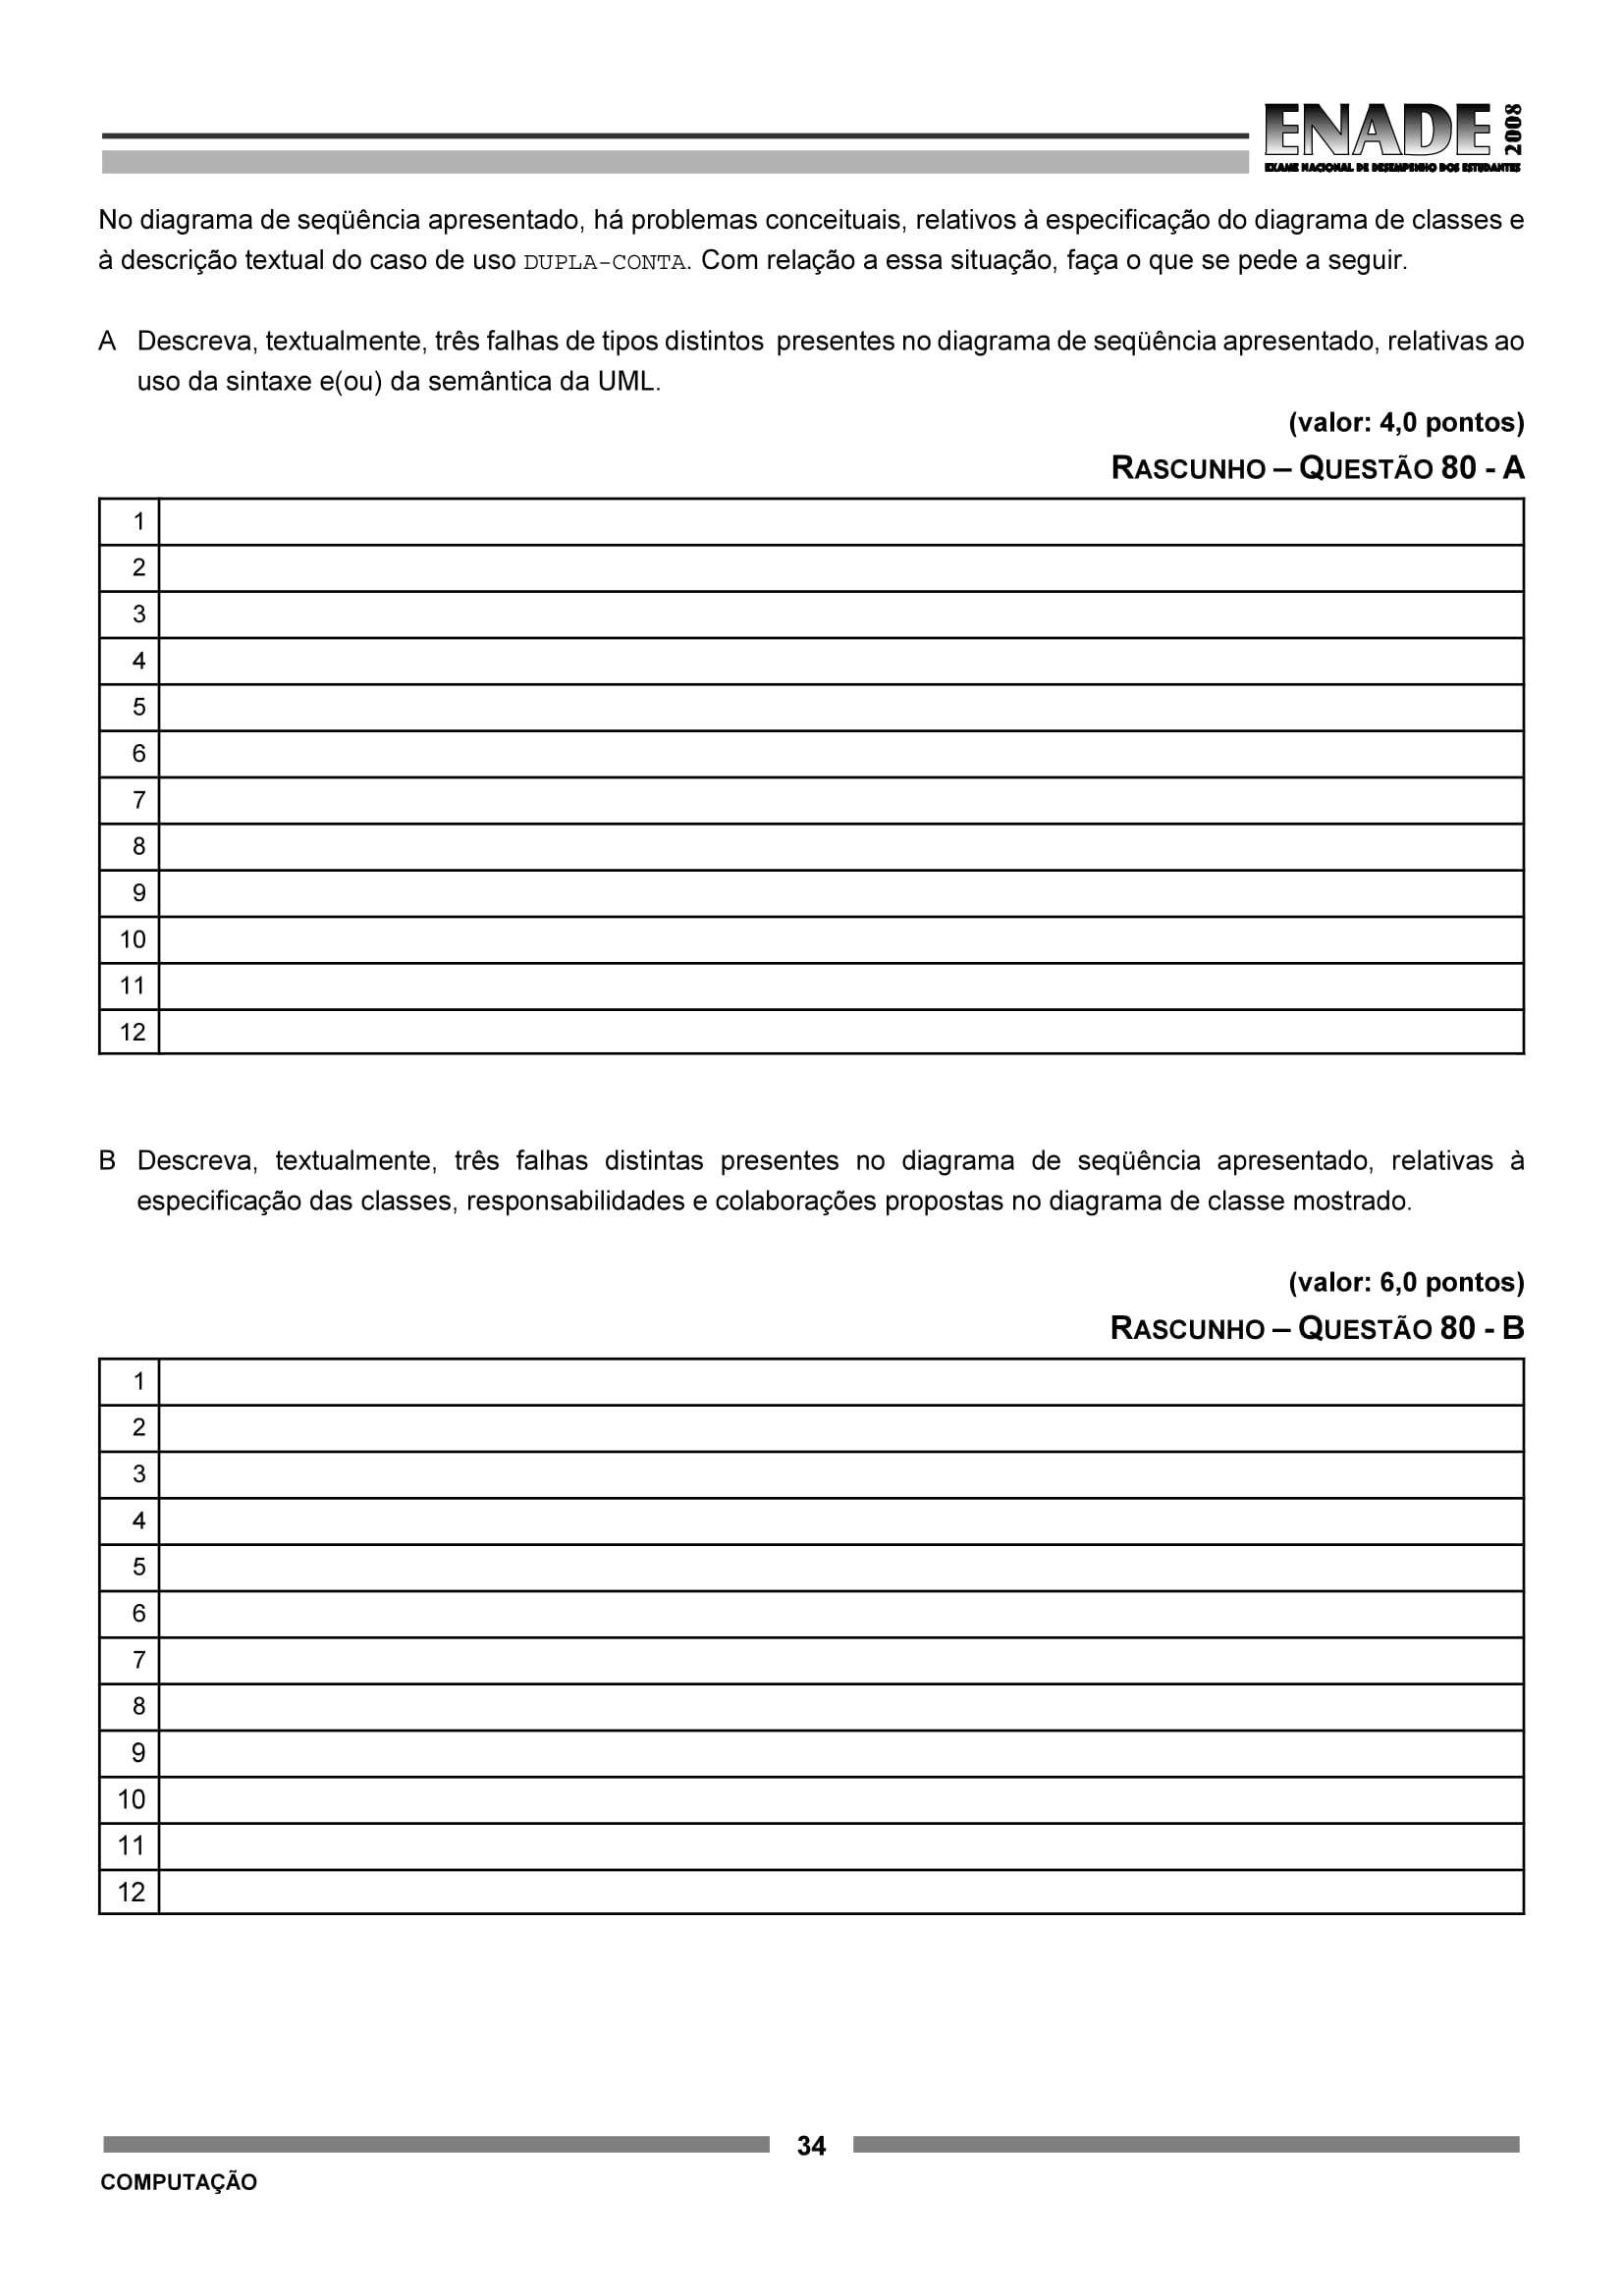 ENADE 2008
EXAME NACIONAL DE DESEMPENHO DOS ESTUDANTES
No diagrama de seqüência apresentado, há problemas conceituais, relativos à especificação do diagrama de classes e
à descrição textual do caso de uso DUPLA-CONTA. Com relação a essa situação, faça o que se pede a seguir.
A Descreva, textualmente, três falhas de tipos distintos presentes no diagrama de seqüência apresentado, relativas ao
uso da sintaxe e(ou) da semântica da UML.
(valor: 4,0 pontos)
RASCUNHO – QUESTÃO 80 - A
1
2
3
4
5
6
7
8
9
10
11
12
B Descreva, textualmente, três falhas distintas presentes no diagrama de seqüência apresentado, relativas à
especificação das classes, responsabilidades e colaborações propostas no diagrama de classe mostrado.
(valor: 6,0 pontos)
RASCUNHO – QUESTÃO 80 - B
1
2
3
4
5
6
7
8
9
10
11
12
34
COMPUTAÇÃO